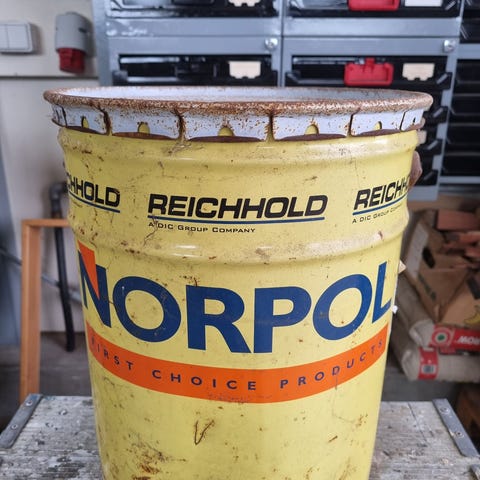 REICHHOLD
REICHHOLD
A DIC GROUP COMPANY
REICHHOLD
A DIC GROUP COMPANY
NORPOL
FIRST CHOICE PRODUCTS